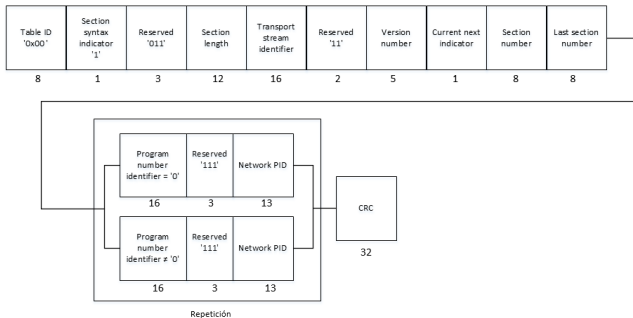 Table ID
'0x00'
Section
syntax
indicator
'1'
Reserved
'011'
Section
length
Transport
stream
identifier
Reserved
'11'
Version
number
Current next
indicator
Section
number
Last section
number
8
1
3
12
16
2
5
1
8
8
Program
number
identifier = '0'
Reserved
'111'
Network PID
16
3
13
Program
number
identifier ≠ '0'
Reserved
'111'
Network PID
16
3
13
CRC
32
Repetición